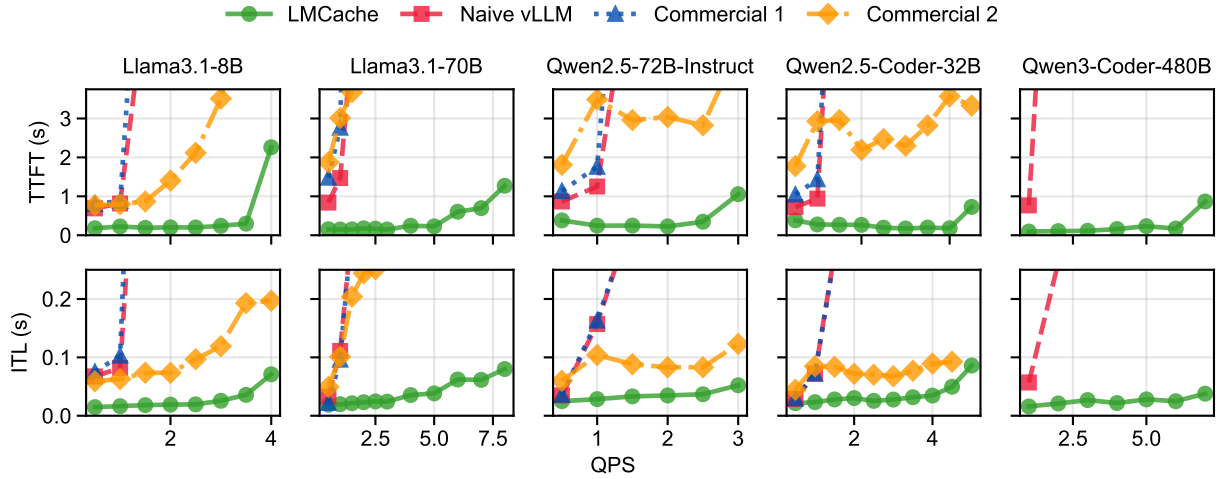 LMCache Naive vLLM Commercial 1 Commercial 2
Llama3.1-8B Llama3.1-70B Qwen2.5-72B-Instruct Qwen2.5-Coder-32B Qwen3-Coder-480B
TTFT (s)
3
2
1
0
ITL (s)
0.2
0.1
0.0
2 4 2.5 5.0 7.5 1 2 3 2 4 2.5 5.0
QPS